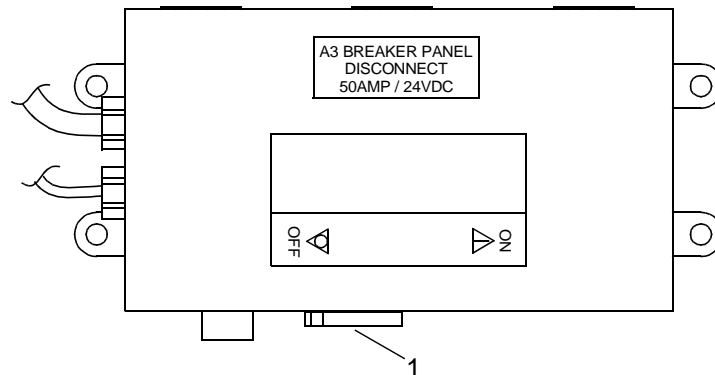 A3 BREAKER PANEL
DISCONNECT
50AMP / 24VDC
OFF
ON
1